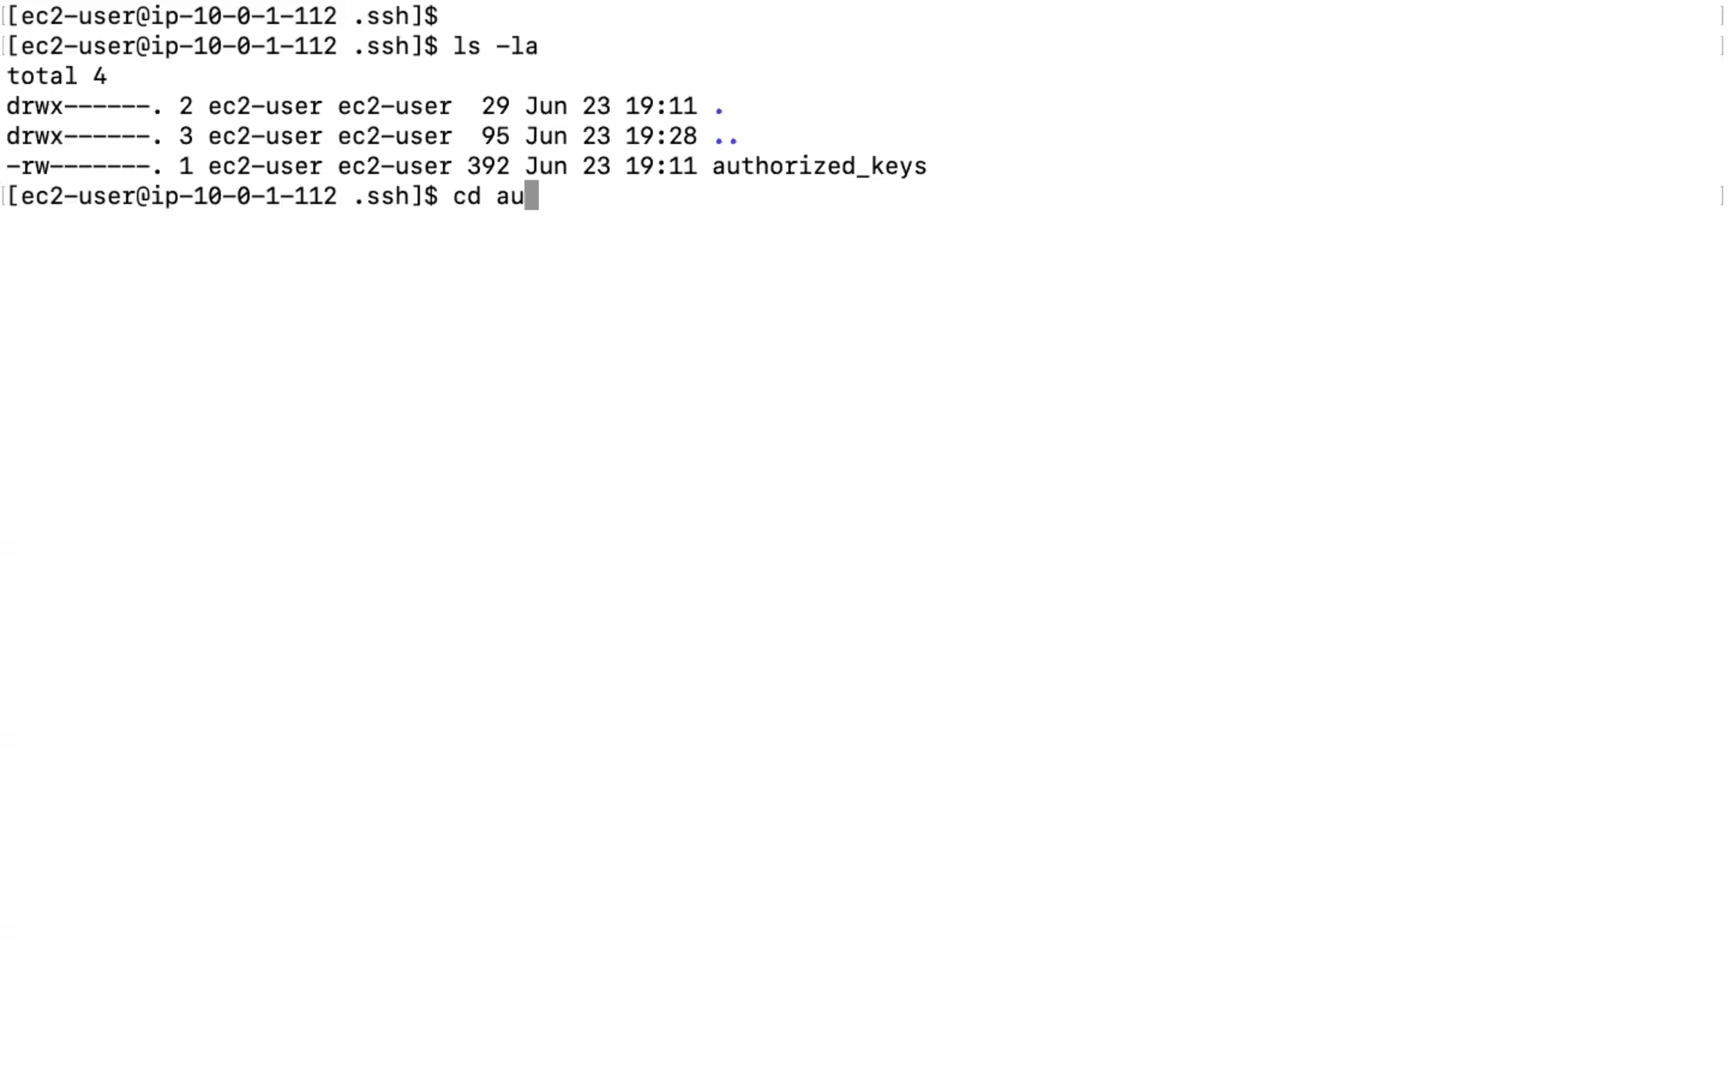 [ec2-user@ip-10-0-1-112 .ssh]$
[ec2-user@ip-10-0-1-112 .ssh]$ ls -la
total 4
drwx------. 2 ec2-user ec2-user  29 Jun 23 19:11 .
drwx------. 3 ec2-user ec2-user  95 Jun 23 19:28 ..
-rw-------. 1 ec2-user ec2-user 392 Jun 23 19:11 authorized_keys
[ec2-user@ip-10-0-1-112 .ssh]$ cd au